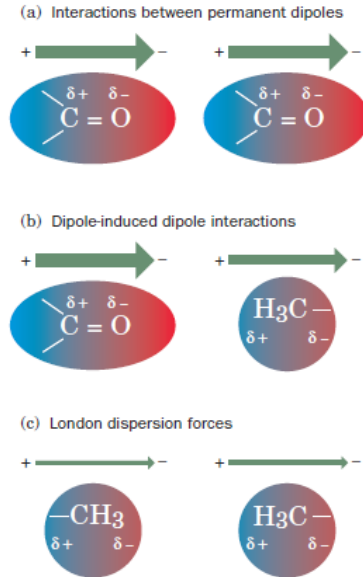 (a) Interactions between permanent dipoles
+ − + −
δ+ δ− δ+ δ−
C = O C = O
(b) Dipole-induced dipole interactions
+ − + −
δ+ δ− H₃C —
C = O δ+ δ−
(c) London dispersion forces
+ − + −
—CH₃ H₃C —
δ+ δ− δ+ δ−